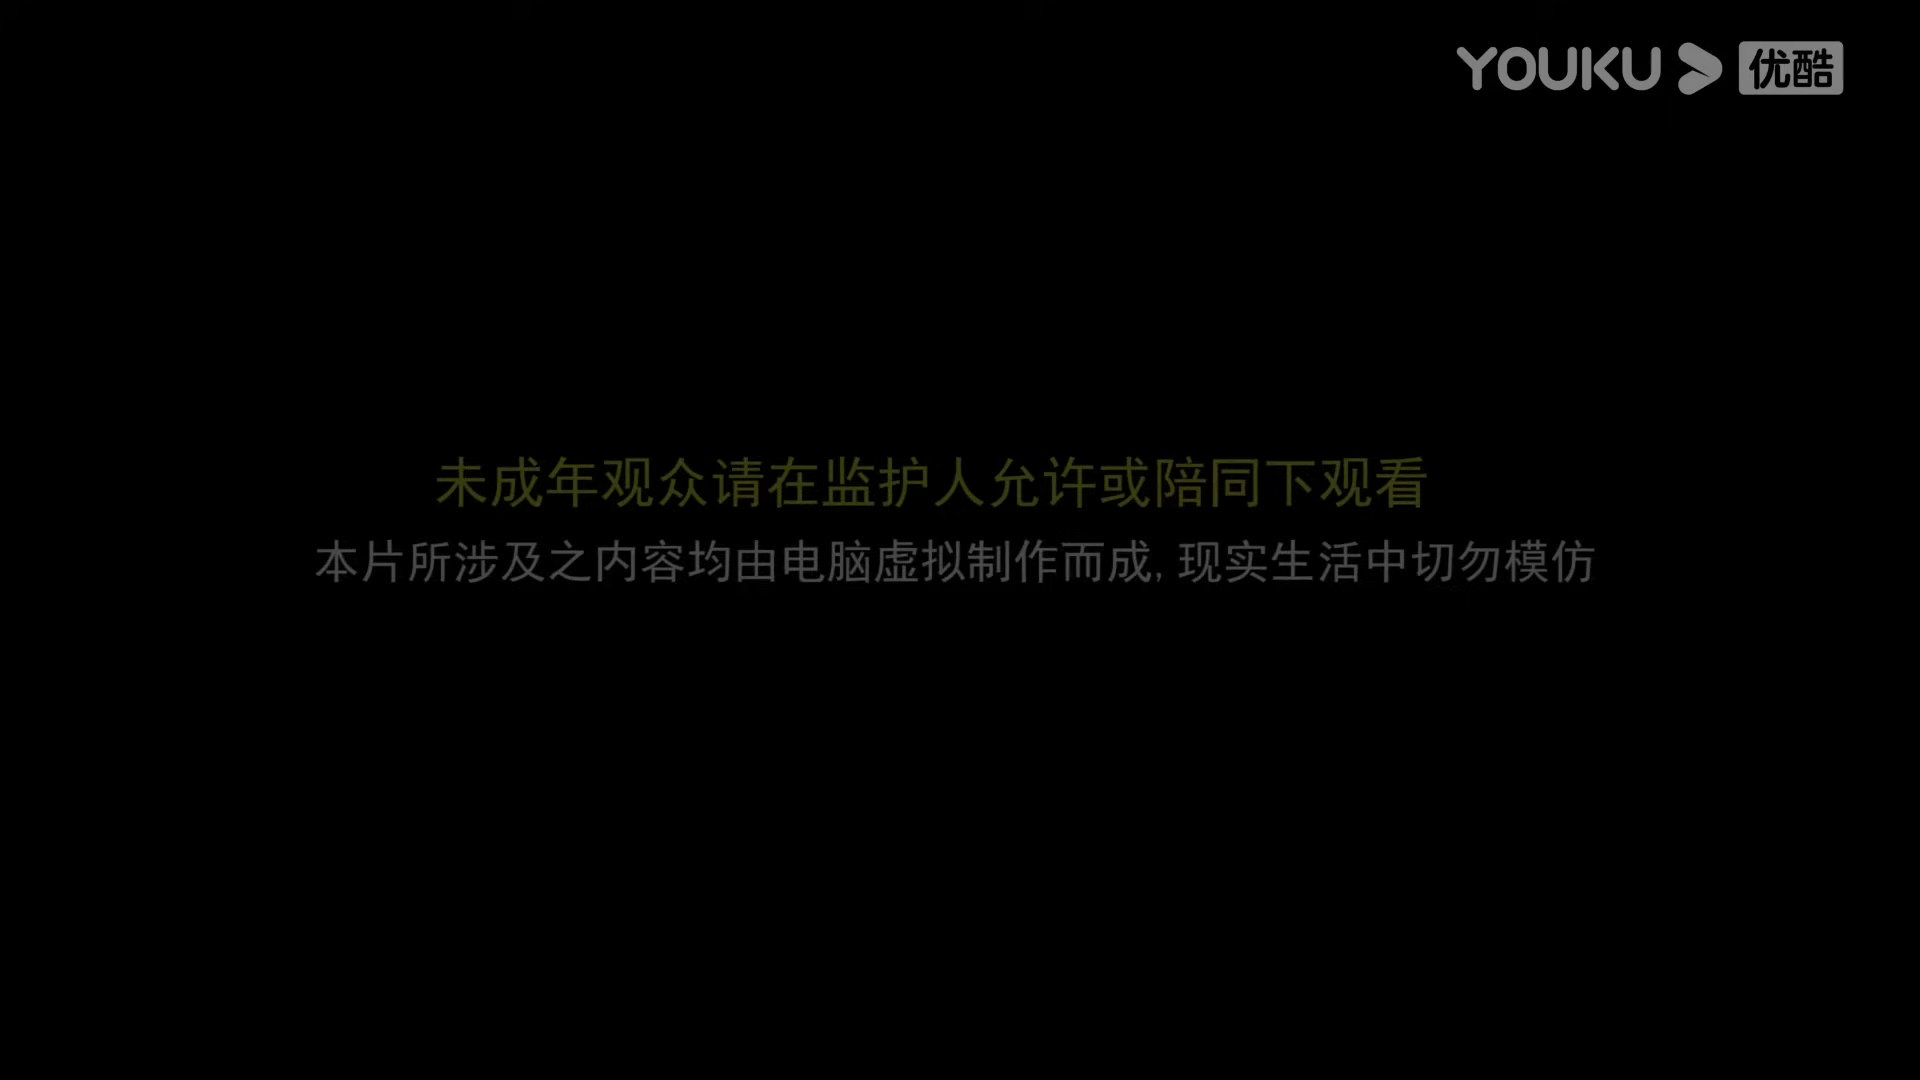 YOUKU 优酷
未成年观众请在监护人允许或陪同下观看
本片所涉及之内容均由电脑虚拟制作而成, 现实生活中切勿模仿